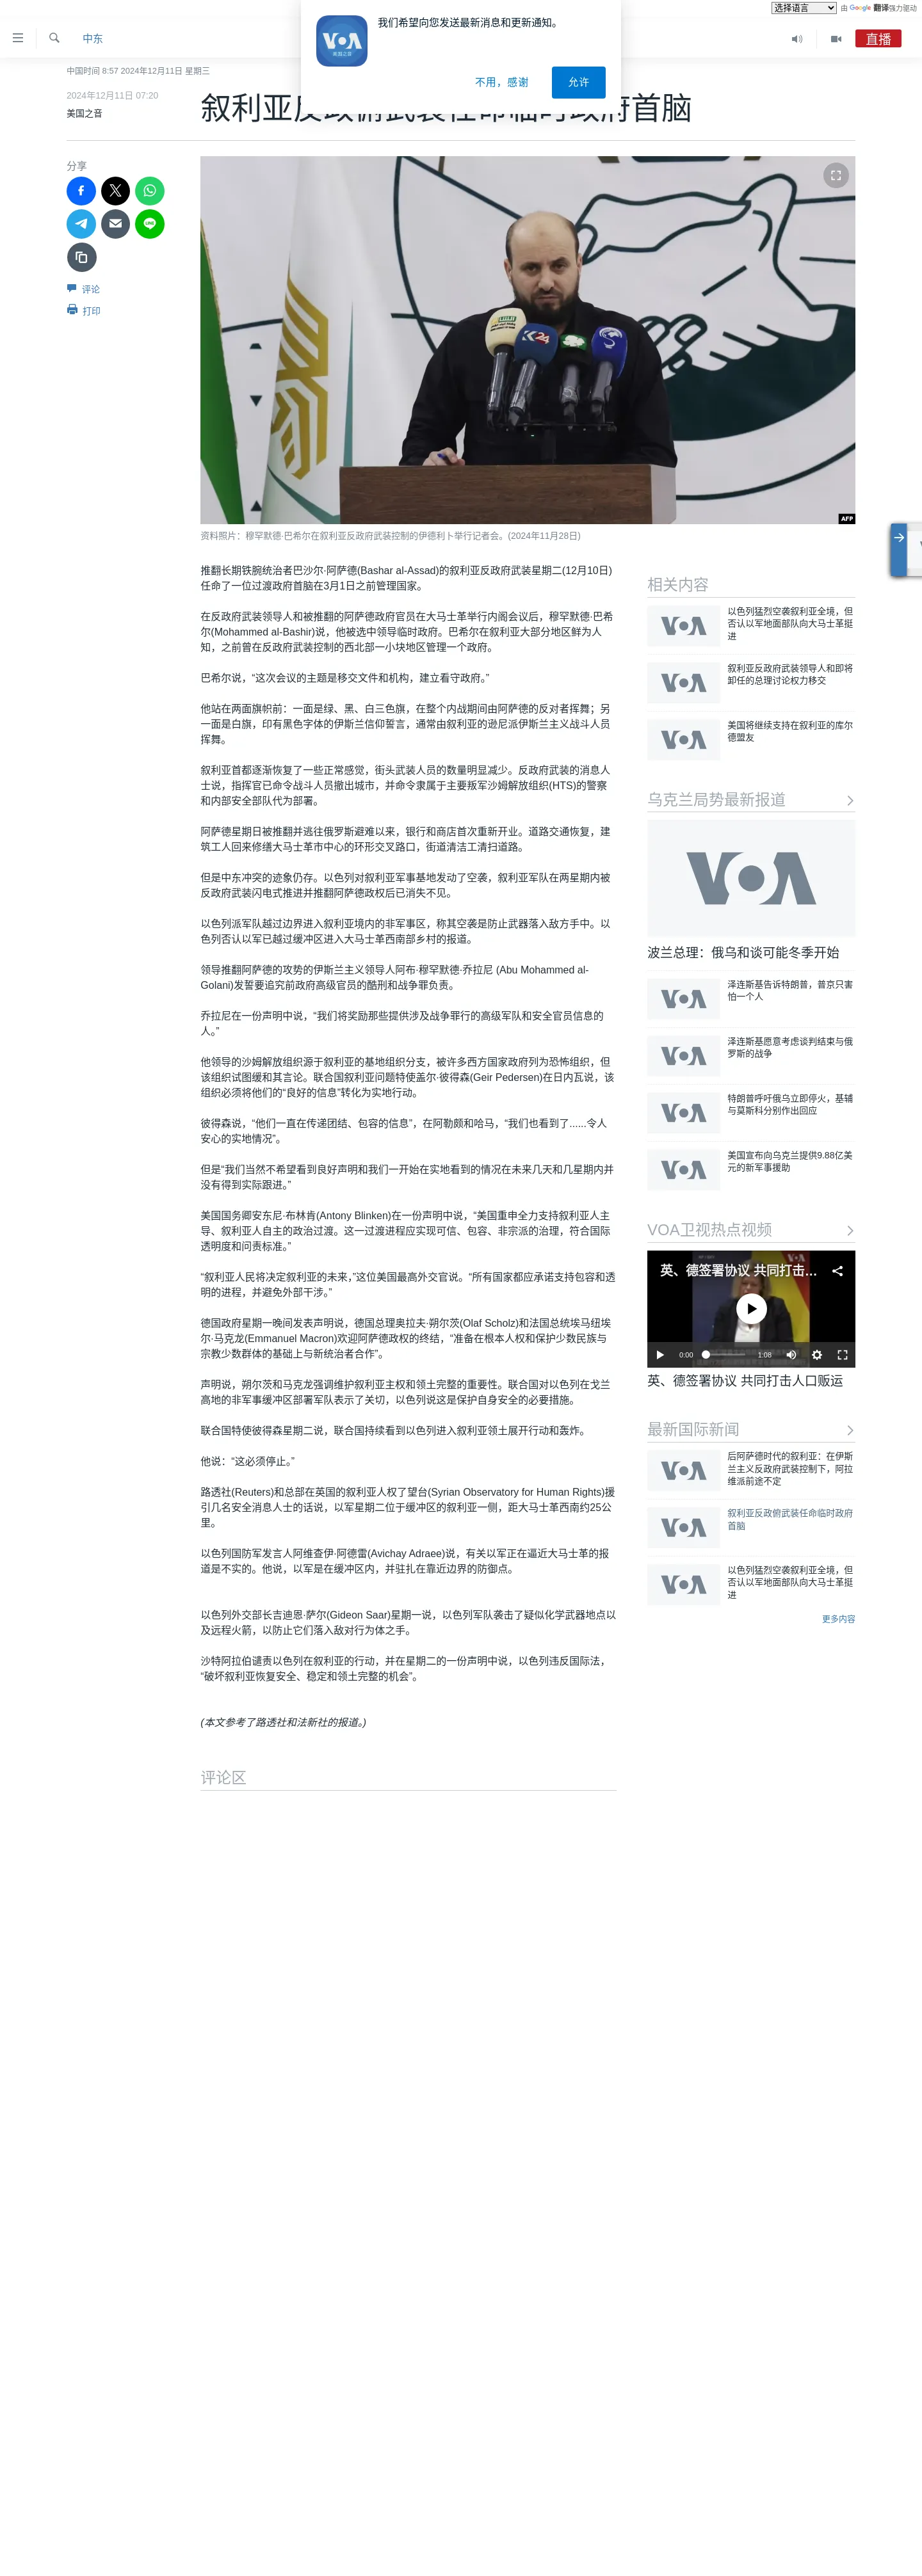 选择语言
由 Google 翻译强力驱动
我们希望向您发送最新消息和更新通知。
VOA
美国之音
不用，感谢
允许
中东
直播
中国时间 8:57 2024年12月11日 星期三
2024年12月11日 07:20
美国之音
叙利亚反政俯武装任命临时政府首脑
分享
评论
打印
K24
AFP
资料照片：穆罕默德·巴希尔在叙利亚反政府武装控制的伊德利卜举行记者会。(2024年11月28日)
推翻长期铁腕统治者巴沙尔·阿萨德(Bashar al-Assad)的叙利亚反政府武装星期二(12月10日)
任命了一位过渡政府首脑在3月1日之前管理国家。
在反政府武装领导人和被推翻的阿萨德政府官员在大马士革举行内阁会议后，穆罕默德·巴希
尔(Mohammed al-Bashir)说，他被选中领导临时政府。巴希尔在叙利亚大部分地区鲜为人
知，之前曾在反政府武装控制的西北部一小块地区管理一个政府。
巴希尔说，“这次会议的主题是移交文件和机构，建立看守政府。”
他站在两面旗帜前：一面是绿、黑、白三色旗，在整个内战期间由阿萨德的反对者挥舞；另
一面是白旗，印有黑色字体的伊斯兰信仰誓言，通常由叙利亚的逊尼派伊斯兰主义战斗人员
挥舞。
叙利亚首都逐渐恢复了一些正常感觉，街头武装人员的数量明显减少。反政府武装的消息人
士说，指挥官已命令战斗人员撤出城市，并命令隶属于主要叛军沙姆解放组织(HTS)的警察
和内部安全部队代为部署。
阿萨德星期日被推翻并逃往俄罗斯避难以来，银行和商店首次重新开业。道路交通恢复，建
筑工人回来修缮大马士革市中心的环形交叉路口，街道清洁工清扫道路。
但是中东冲突的迹象仍存。以色列对叙利亚军事基地发动了空袭，叙利亚军队在两星期内被
反政府武装闪电式推进并推翻阿萨德政权后已消失不见。
以色列派军队越过边界进入叙利亚境内的非军事区，称其空袭是防止武器落入敌方手中。以
色列否认以军已越过缓冲区进入大马士革西南部乡村的报道。
领导推翻阿萨德的攻势的伊斯兰主义领导人阿布·穆罕默德·乔拉尼 (Abu Mohammed al-
Golani)发誓要追究前政府高级官员的酷刑和战争罪负责。
乔拉尼在一份声明中说，“我们将奖励那些提供涉及战争罪行的高级军队和安全官员信息的
人。”
他领导的沙姆解放组织源于叙利亚的基地组织分支，被许多西方国家政府列为恐怖组织，但
该组织试图缓和其言论。联合国叙利亚问题特使盖尔·彼得森(Geir Pedersen)在日内瓦说，该
组织必须将他们的“良好的信息”转化为实地行动。
彼得森说，“他们一直在传递团结、包容的信息”，在阿勒颇和哈马，“我们也看到了......令人
安心的实地情况”。
但是“我们当然不希望看到良好声明和我们一开始在实地看到的情况在未来几天和几星期内并
没有得到实际跟进。”
美国国务卿安东尼·布林肯(Antony Blinken)在一份声明中说，“美国重申全力支持叙利亚人主
导、叙利亚人自主的政治过渡。这一过渡进程应实现可信、包容、非宗派的治理，符合国际
透明度和问责标准。”
“叙利亚人民将决定叙利亚的未来，”这位美国最高外交官说。“所有国家都应承诺支持包容和透
明的进程，并避免外部干涉。”
德国政府星期一晚间发表声明说，德国总理奥拉夫·朔尔茨(Olaf Scholz)和法国总统埃马纽埃
尔·马克龙(Emmanuel Macron)欢迎阿萨德政权的终结，“准备在根本人权和保护少数民族与
宗教少数群体的基础上与新统治者合作”。
声明说，朔尔茨和马克龙强调维护叙利亚主权和领土完整的重要性。联合国对以色列在戈兰
高地的非军事缓冲区部署军队表示了关切，以色列说这是保护自身安全的必要措施。
联合国特使彼得森星期二说，联合国持续看到以色列进入叙利亚领土展开行动和轰炸。
他说：“这必须停止。”
路透社(Reuters)和总部在英国的叙利亚人权了望台(Syrian Observatory for Human Rights)援
引几名安全消息人士的话说，以军星期二位于缓冲区的叙利亚一侧，距大马士革西南约25公
里。
以色列国防军发言人阿维查伊·阿德雷(Avichay Adraee)说，有关以军正在逼近大马士革的报
道是不实的。他说，以军是在缓冲区内，并驻扎在靠近边界的防御点。
以色列外交部长吉迪恩·萨尔(Gideon Saar)星期一说，以色列军队袭击了疑似化学武器地点以
及远程火箭，以防止它们落入敌对行为体之手。
沙特阿拉伯谴责以色列在叙利亚的行动，并在星期二的一份声明中说，以色列违反国际法，
“破坏叙利亚恢复安全、稳定和领土完整的机会”。
(本文参考了路透社和法新社的报道。)
评论区
相关内容
VOA
以色列猛烈空袭叙利亚全境，但
否认以军地面部队向大马士革挺
进
VOA
叙利亚反政府武装领导人和即将
卸任的总理讨论权力移交
VOA
美国将继续支持在叙利亚的库尔
德盟友
乌克兰局势最新报道
VOA
波兰总理：俄乌和谈可能冬季开始
VOA
泽连斯基告诉特朗普，普京只害
怕一个人
VOA
泽连斯基愿意考虑谈判结束与俄
罗斯的战争
VOA
特朗普呼吁俄乌立即停火，基辅
与莫斯科分别作出回应
VOA
美国宣布向乌克兰提供9.88亿美
元的新军事援助
VOA卫视热点视频
VOA
英、德签署协议 共同打击...
0:00
1:08
英、德签署协议 共同打击人口贩运
最新国际新闻
VOA
后阿萨德时代的叙利亚：在伊斯
兰主义反政府武装控制下，阿拉
维派前途不定
VOA
叙利亚反政俯武装任命临时政府
首脑
VOA
以色列猛烈空袭叙利亚全境，但
否认以军地面部队向大马士革挺
进
更多内容